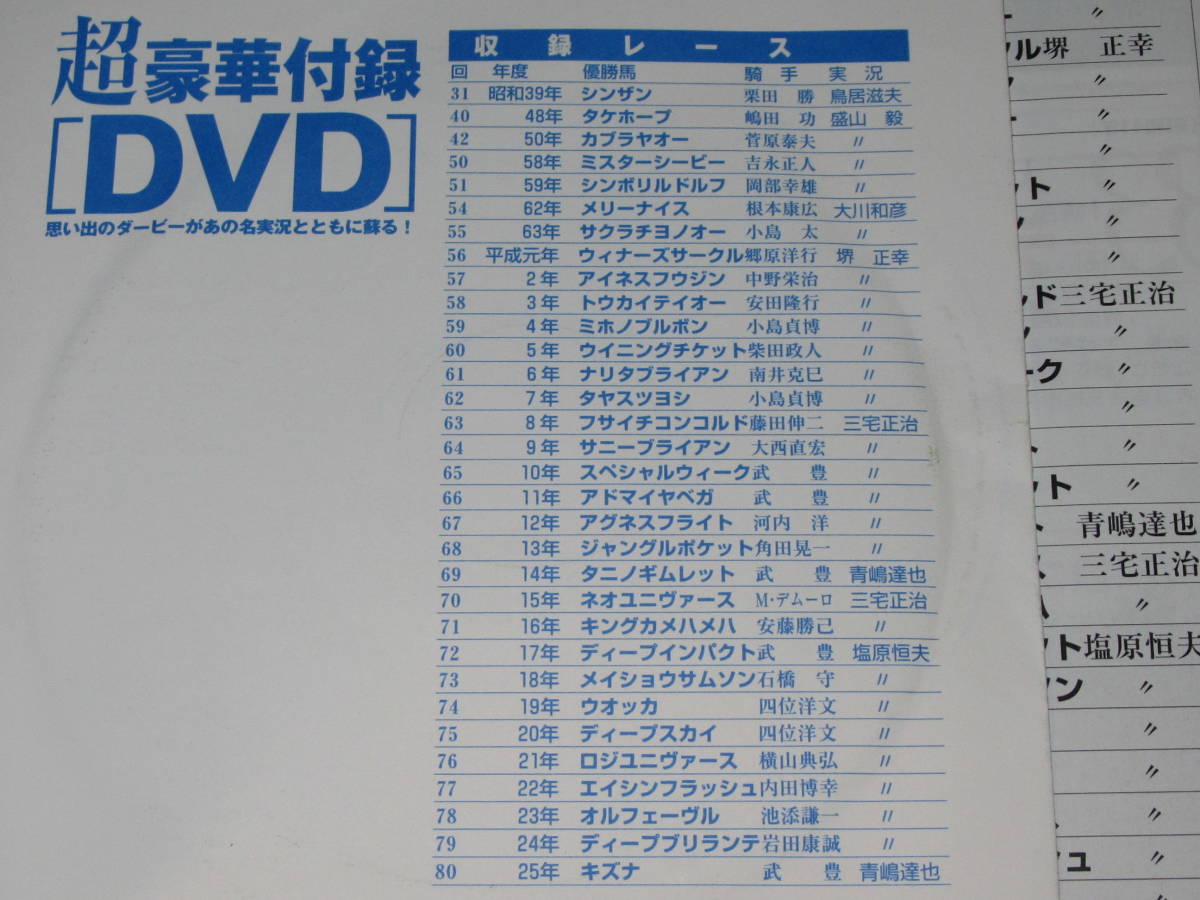 超豪華付録
[DVD]
思い出のダービーがあの名実況とともに蘇る！
収録レース
回 年度 優勝馬 騎手 実況
31 昭和39年 シンザン 栗田 勝 鳥居滋夫
40 48年 タケホープ 嶋田 功 盛山 毅
42 50年 カブラヤオー 菅原泰夫 〃
50 58年 ミスターシービー 吉永正人 〃
51 59年 シンボリルドルフ 岡部幸雄 〃
54 62年 メリーナイス 根本康広 大川和彦
55 63年 サクラチヨノオー 小島 太 〃
56 平成元年 ウィナーズサークル 郷原洋行 堺 正幸
57 2年 アイネスフウジン 中野栄治 〃
58 3年 トウカイテイオー 安田隆行 〃
59 4年 ミホノブルボン 小島貞博 〃
60 5年 ウイニングチケット 柴田政人 〃
61 6年 ナリタブライアン 南井克巳 〃
62 7年 タヤスツヨシ 小島貞博 〃
63 8年 フサイチコンコルド 藤田伸二 三宅正治
64 9年 サニーブライアン 大西直宏 〃
65 10年 スペシャルウィーク 武 豊 〃
66 11年 アドマイヤベガ 武 豊 〃
67 12年 アグネスフライト 河内 洋 〃
68 13年 ジャングルポケット 角田晃一 〃
69 14年 タニノギムレット 武 豊 青嶋達也
70 15年 ネオユニヴァース M・デムーロ 三宅正治
71 16年 キングカメハメハ 安藤勝己 〃
72 17年 ディープインパクト 武 豊 塩原恒夫
73 18年 メイショウサムソン 石橋 守 〃
74 19年 ウオッカ 四位洋文 〃
75 20年 ディープスカイ 四位洋文 〃
76 21年 ロジユニヴァース 横山典弘 〃
77 22年 エイシンフラッシュ 内田博幸 〃
78 23年 オルフェーヴル 池添謙一 〃
79 24年 ディープブリランテ 岩田康誠 〃
80 25年 キズナ 武 豊 青嶋達也
〃
ル堺 正幸
〃
〃
〃
ト 〃
〃
〃
ド三宅正治
〃
ーク 〃
〃
〃
ット 〃
青嶋達也
三宅正治
〃
ット塩原恒夫
ソン 〃
〃
〃
〃
〃
シュ 〃